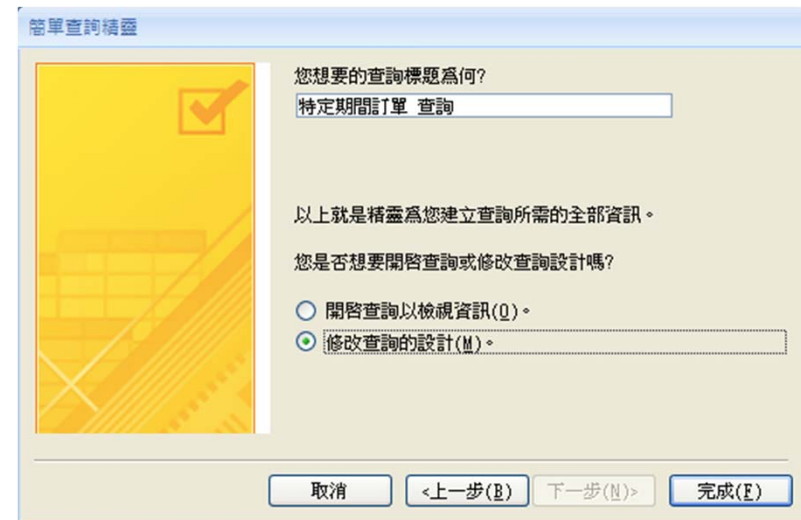 簡單查詢精靈
您想要的查詢標題為何?
特定期間訂單 查詢
以上就是精靈為您建立查詢所需的全部資訊。
您是否想要開啓查詢或修改查詢設計嗎?
開啓查詢以檢視資訊(O)。
修改查詢的設計(M)。
取消 <上一步(B) 下一步(N)> 完成(F)